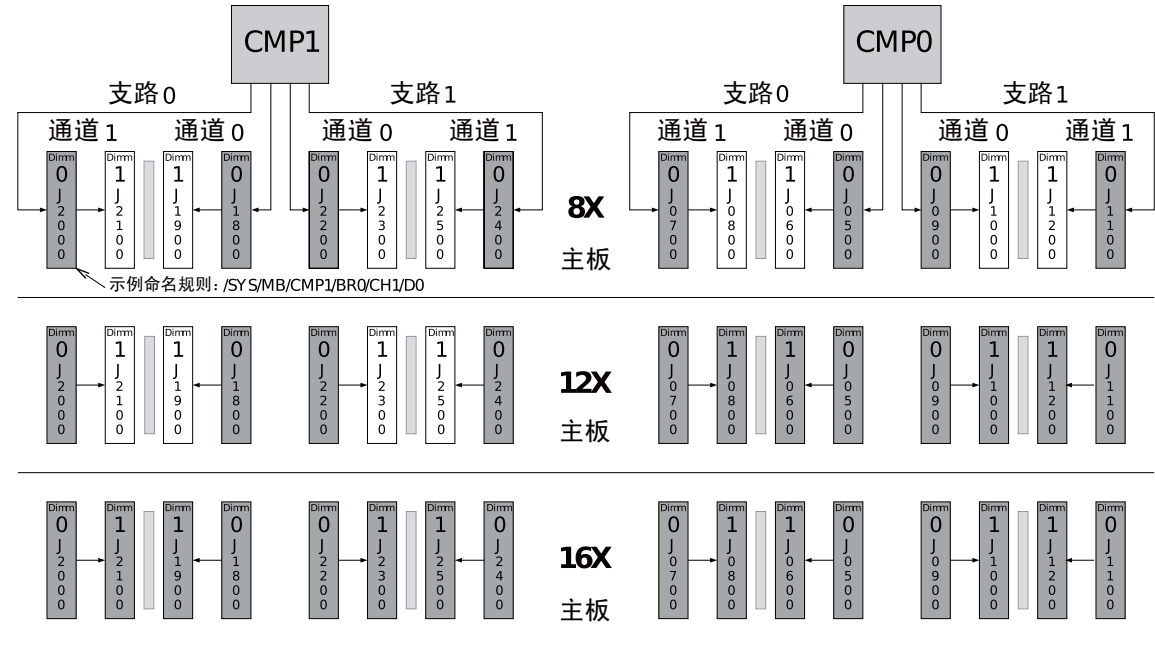 CMP1 CMP0
支路0 支路1 支路0 支路1
通道1 通道0 通道0 通道1 通道1 通道0 通道0 通道1
Dimm Dimm Dimm Dimm Dimm Dimm Dimm Dimm Dimm Dimm Dimm Dimm Dimm Dimm Dimm Dimm
0 1 1 0 0 1 1 0 0 1 1 0 0 1 1 0
J2000 J2100 J1900 J1800 J2200 J2300 J2500 J2400 J0700 J0800 J0600 J0500 J0900 J1000 J1200 J1100
8X
主板
示例命名规则：/SYS/MB/CMP1/BR0/CH1/D0
Dimm Dimm Dimm Dimm Dimm Dimm Dimm Dimm Dimm Dimm Dimm Dimm Dimm Dimm Dimm Dimm
0 1 1 0 0 1 1 0 0 1 1 0 0 1 1 0
J2000 J2100 J1900 J1800 J2200 J2300 J2500 J2400 J0700 J0800 J0600 J0500 J0900 J1000 J1200 J1100
12X
主板
Dimm Dimm Dimm Dimm Dimm Dimm Dimm Dimm Dimm Dimm Dimm Dimm Dimm Dimm Dimm Dimm
0 1 1 0 0 1 1 0 0 1 1 0 0 1 1 0
J2000 J2100 J1900 J1800 J2200 J2300 J2500 J2400 J0700 J0800 J0600 J0500 J0900 J1000 J1200 J1100
16X
主板